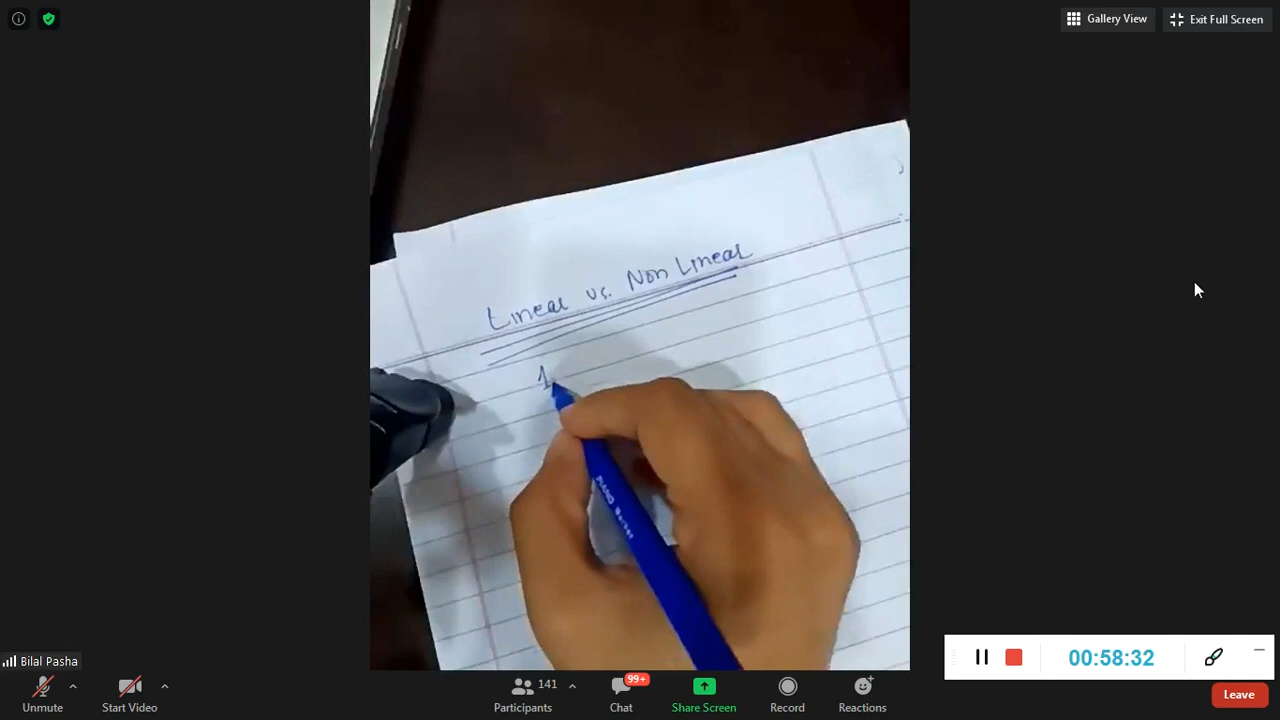 Gallery View
Exit Full Screen
Linear vs. Non Linear
1
Marker
Bilal Pasha
00:58:32
Unmute
Start Video
141
Participants
99+
Chat
Share Screen
Record
Reactions
Leave